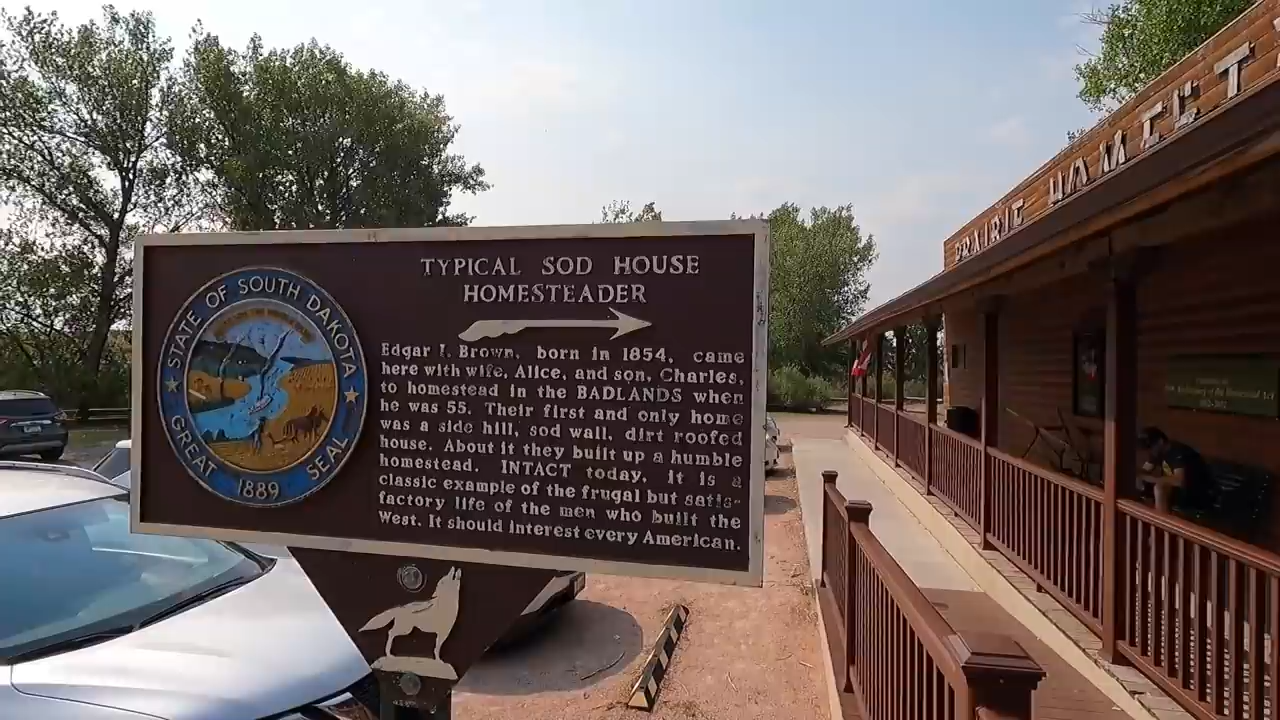 TYPICAL SOD HOUSE
HOMESTEADER
STATE OF SOUTH DAKOTA
GREAT SEAL
1889
Edgar I. Brown, born in 1854, came
here with wife, Alice, and son, Charles,
to homestead in the BADLANDS when
he was 55. Their first and only home
was a side hill, sod wall, dirt roofed
house. About it they built up a humble
homestead. INTACT today, it is a
classic example of the frugal but satis-
factory life of the men who built the
West. It should interest every American.
PRAIRIE HAMLET